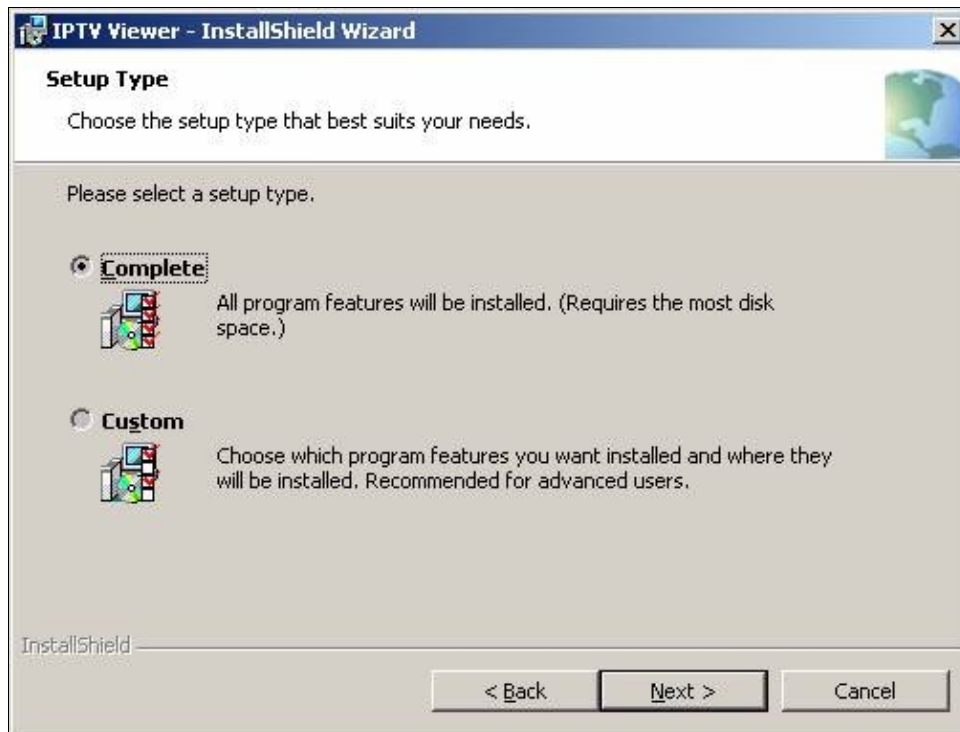 IPTV Viewer - InstallShield Wizard
Setup Type
Choose the setup type that best suits your needs.
Please select a setup type.
Complete
All program features will be installed. (Requires the most disk
space.)
Custom
Choose which program features you want installed and where they
will be installed. Recommended for advanced users.
InstallShield
< Back
Next >
Cancel